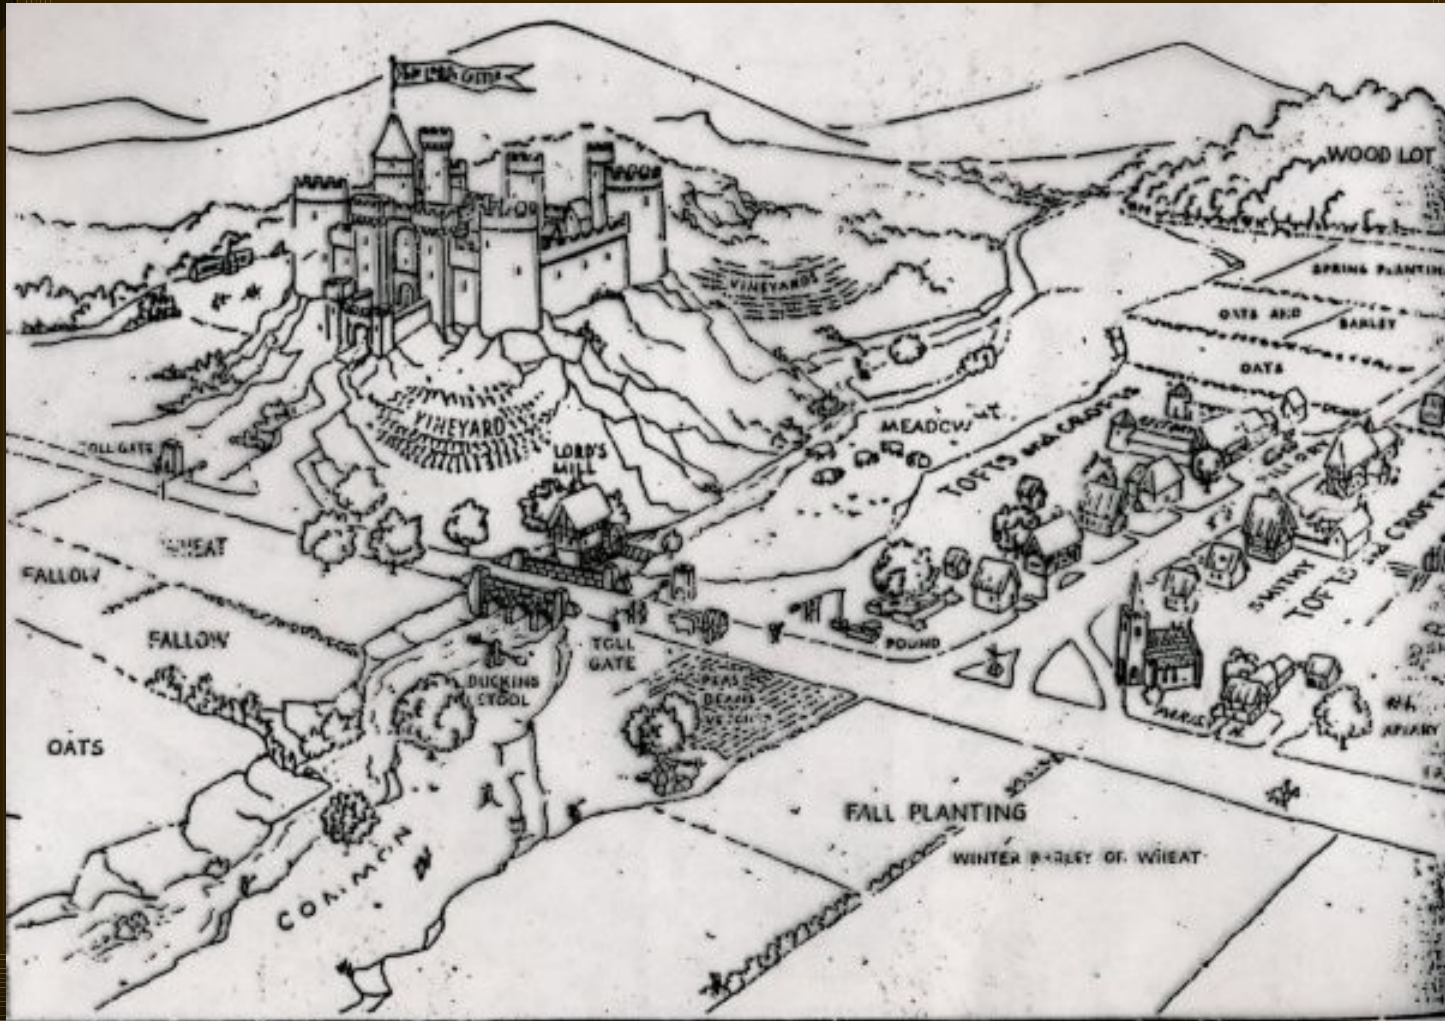 WOOD LOT
SPRING PLANTIN
VINEYARDS
OATS AND
BARLEY
OATS
VINEYARD
MEADOW
TOFTS and CROFTS
LORD'S
MILL
TOLL GATE
WHEAT
FALLOW
FALLOW
TOFTS and CROFTS
SMITHY
TOLL
GATE
POUND
DUCKING
STOOL
PEAS
BEANS
OATS
APIARY
FALL PLANTING
WINTER BARLEY OR WHEAT
COMMON